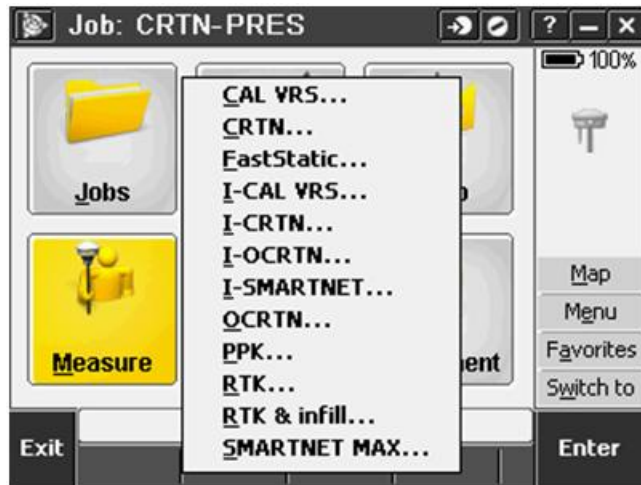 Job: CRTN-PRES
?
100%
CAL VRS...
CRTN...
FastStatic...
I-CAL VRS...
I-CRTN...
I-OCRTN...
I-SMARTNET...
OCRTN...
PPK...
RTK...
RTK & infill...
SMARTNET MAX...
Jobs
Measure
ent
Map
Menu
Favorites
Switch to
Exit
Enter